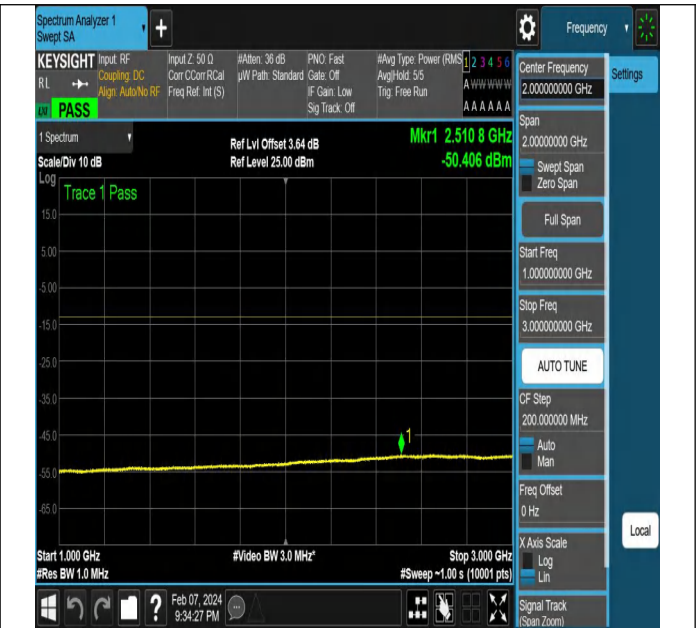 Spectrum Analyzer 1
Swept SA
+
Frequency
KEYSIGHT
RL
Input: RF
Coupling: DC
Align: Auto/No RF
Input Z: 50 Ω
Corr CCorr RCal
Freq Ref: Int (S)
#Atten: 36 dB
µW Path: Standard
PNO: Fast
Gate: Off
IF Gain: Low
Sig Track: Off
#Avg Type: Power (RMS
Avg|Hold: 5/5
Trig: Free Run
1 2 3 4 5 6
A W W W W W
A A A A A A
PASS
1 Spectrum
Scale/Div 10 dB
Ref Lvl Offset 3.64 dB
Ref Level 25.00 dBm
Mkr1 2.510 8 GHz
-50.406 dBm
Log
Trace 1 Pass
15.0
5.00
-5.00
-15.0
-25.0
-35.0
-45.0
-55.0
-65.0
1
Start 1.000 GHz
#Video BW 3.0 MHz*
Stop 3.000 GHz
#Res BW 1.0 MHz
#Sweep ~1.00 s (10001 pts)
?
Feb 07, 2024
9:34:27 PM
Center Frequency
2.000000000 GHz
Settings
Span
2.00000000 GHz
Swept Span
Zero Span
Full Span
Start Freq
1.000000000 GHz
Stop Freq
3.000000000 GHz
AUTO TUNE
CF Step
200.000000 MHz
Auto
Man
Freq Offset
0 Hz
Local
X Axis Scale
Log
Lin
Signal Track
(Span Zoom)